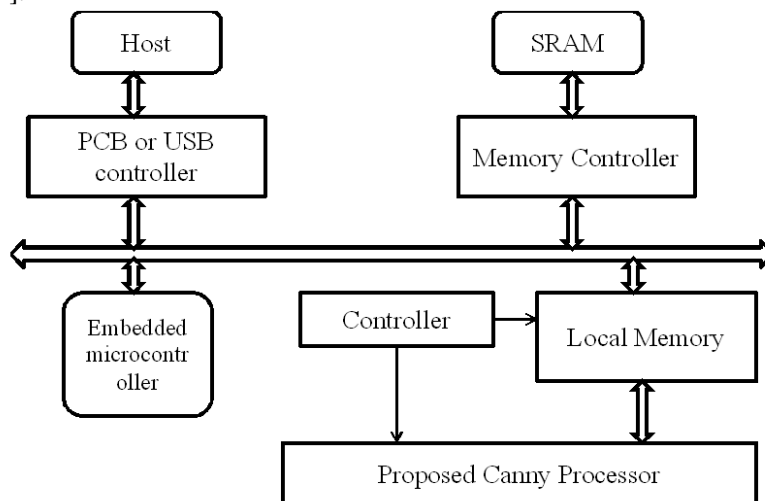 ].
Host
SRAM
PCB or USB
controller
Memory Controller
Embedded
microcontr
oller
Controller
Local Memory
Proposed Canny Processor